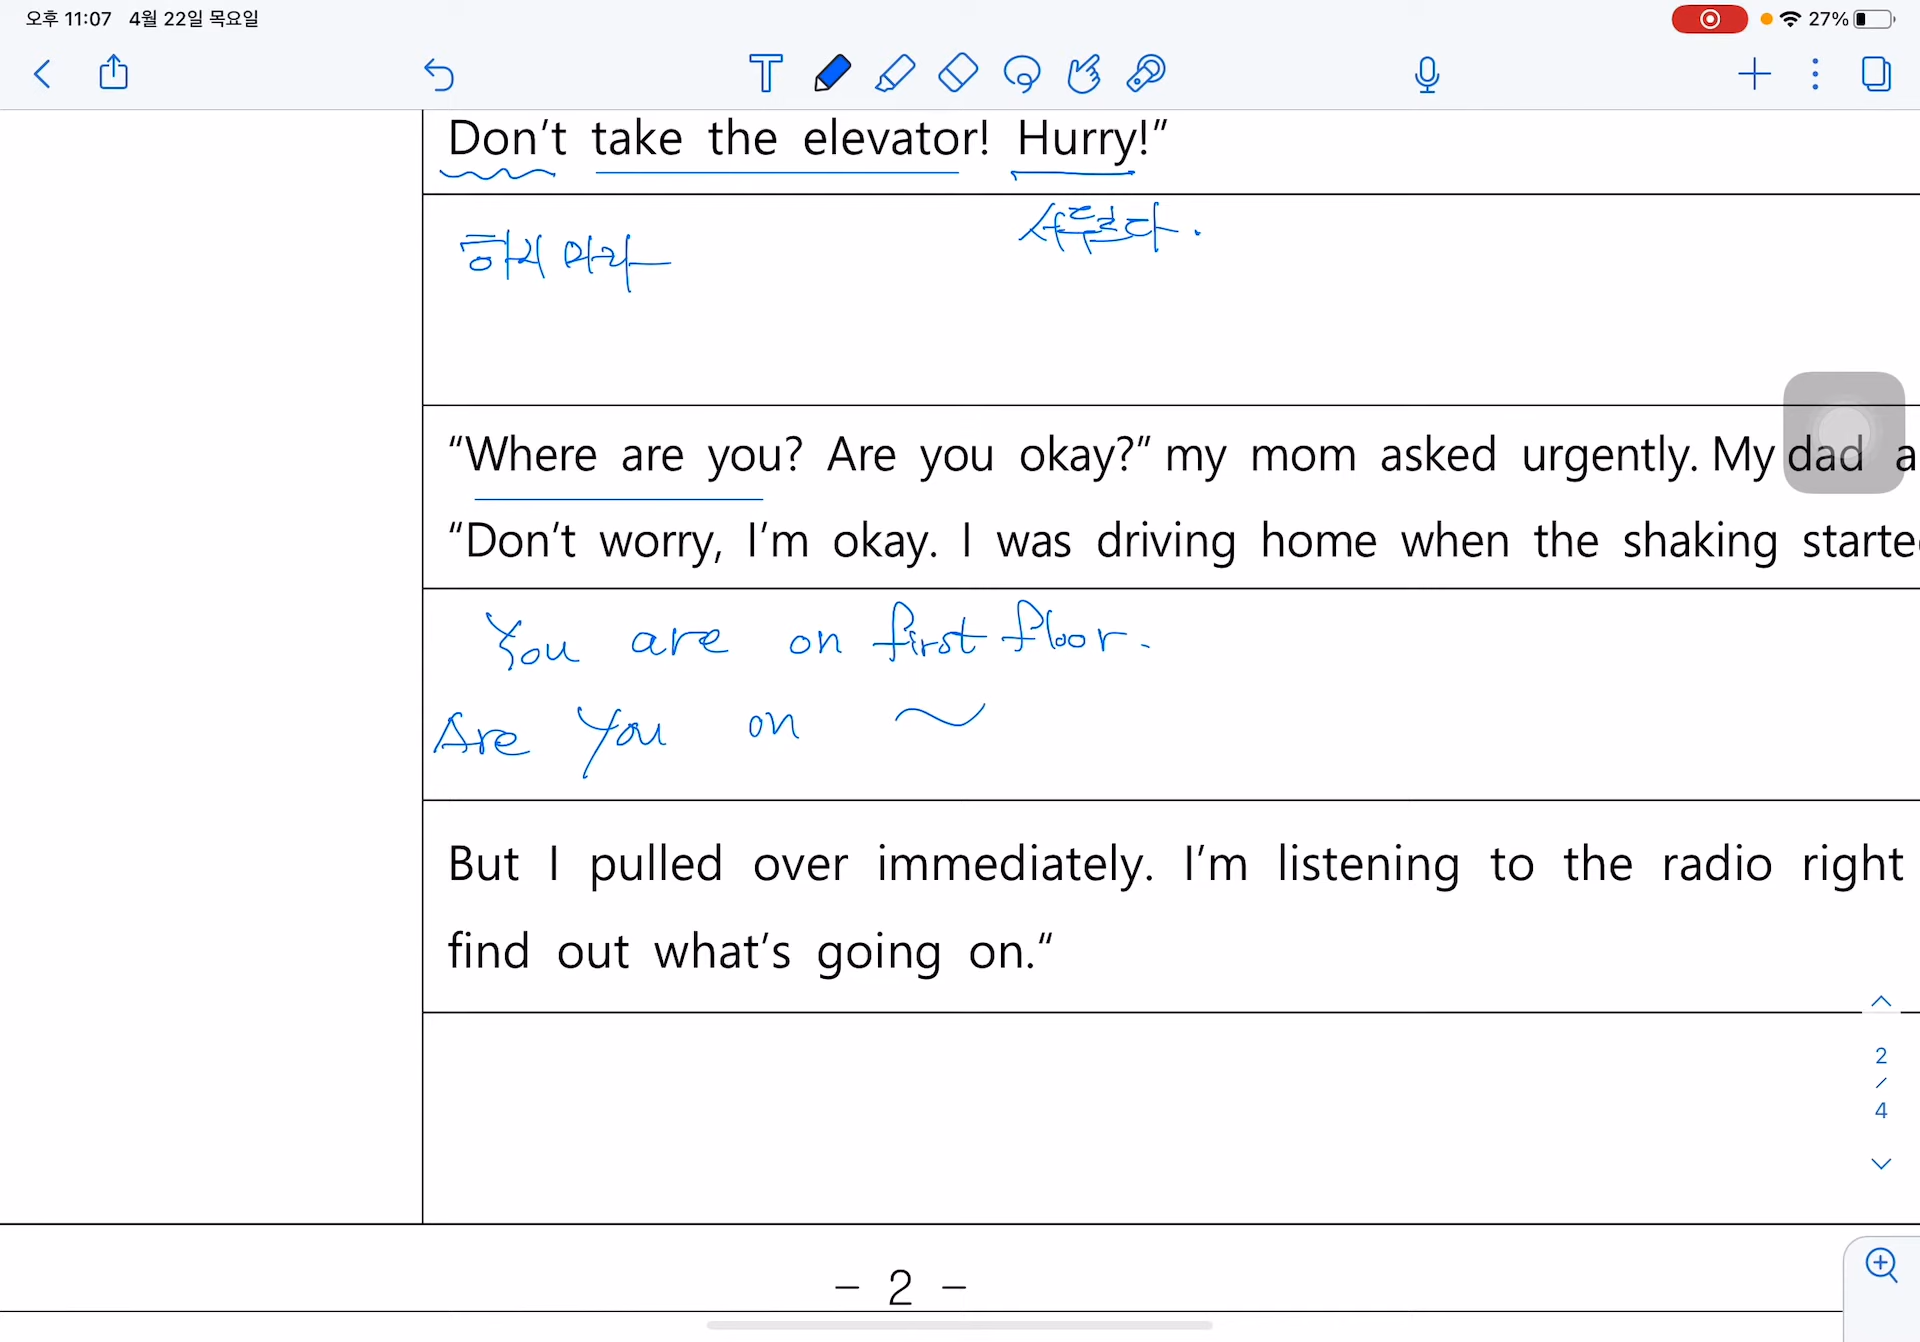 오후 11:07 4월 22일 목요일 27%
Don't take the elevator! Hurry!”
서두르다.
하지 마라
“Where are you? Are you okay?” my mom asked urgently. My dad a
“Don't worry, I'm okay. I was driving home when the shaking starte
You are on first floor.
Are you on ~
But I pulled over immediately. I'm listening to the radio right
find out what's going on.“
2
/
4
- 2 -